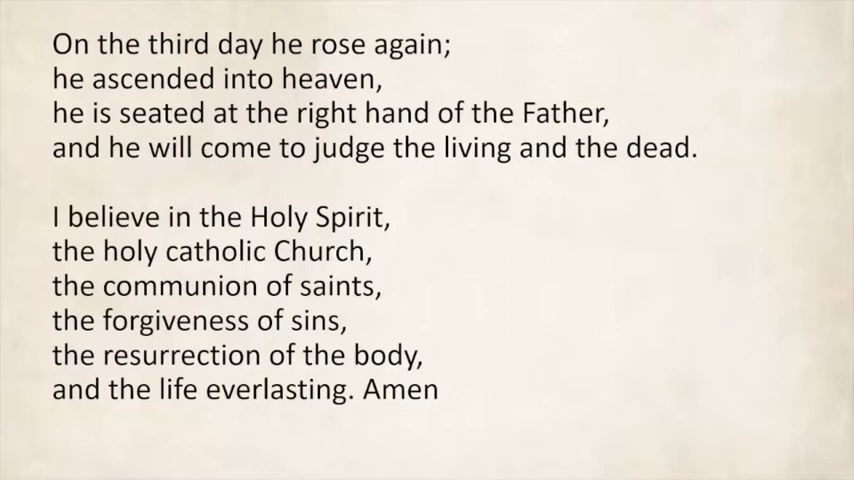 On the third day he rose again;
he ascended into heaven,
he is seated at the right hand of the Father,
and he will come to judge the living and the dead.
I believe in the Holy Spirit,
the holy catholic Church,
the communion of saints,
the forgiveness of sins,
the resurrection of the body,
and the life everlasting. Amen